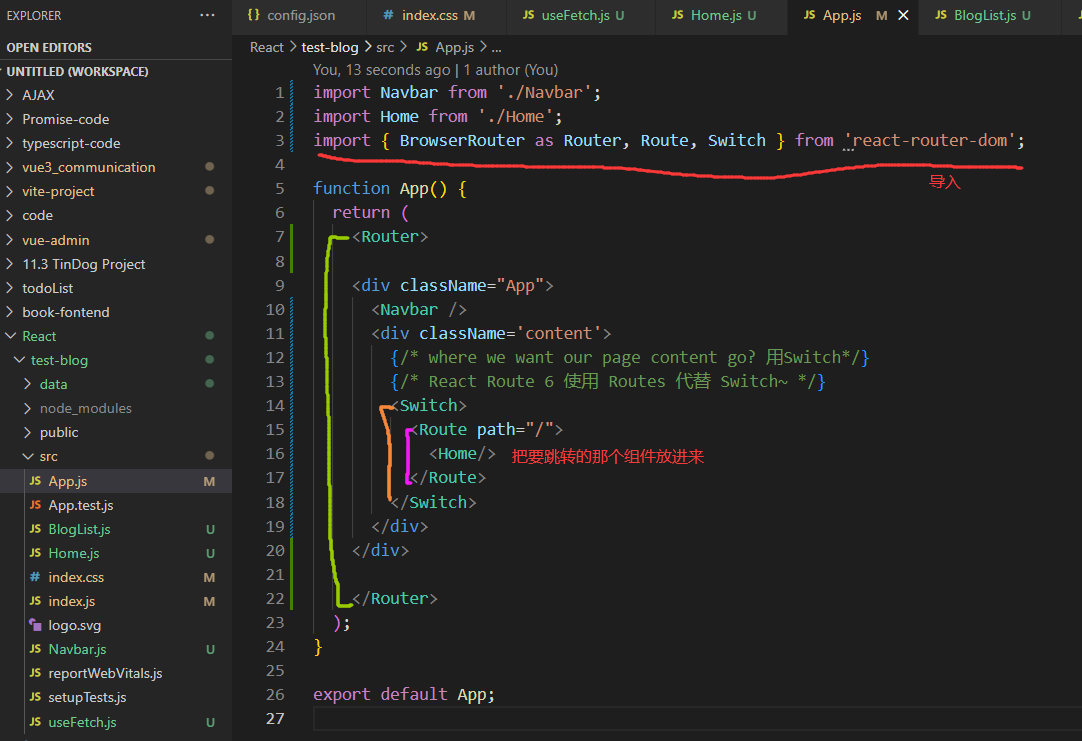 EXPLORER ...
OPEN EDITORS
UNTITLED (WORKSPACE)
AJAX
Promise-code
typescript-code
vue3_communication
vite-project
code
vue-admin
11.3 TinDog Project
todoList
book-fontend
React
test-blog
data
node_modules
public
src
JS App.js M
JS App.test.js
JS BlogList.js U
JS Home.js U
# index.css M
JS index.js M
logo.svg
JS Navbar.js U
JS reportWebVitals.js
JS setupTests.js
JS useFetch.js U
{} config.json # index.css M JS useFetch.js U JS Home.js U JS App.js M JS BlogList.js U
React > test-blog > src > JS App.js > ...
You, 13 seconds ago | 1 author (You)
1 import Navbar from './Navbar';
2 import Home from './Home';
3 import { BrowserRouter as Router, Route, Switch } from 'react-router-dom';
导入
4
5 function App() {
6 return (
7 <Router>
8
9 <div className="App">
10 <Navbar />
11 <div className='content'>
12 {/* where we want our page content go? 用Switch*/}
13 {/* React Route 6 使用 Routes 代替 Switch~ */}
14 <Switch>
15 <Route path="/">
16 <Home/> 把要跳转的那个组件放进来
17 </Route>
18 </Switch>
19 </div>
20 </div>
21
22 </Router>
23 );
24 }
25
26 export default App;
27